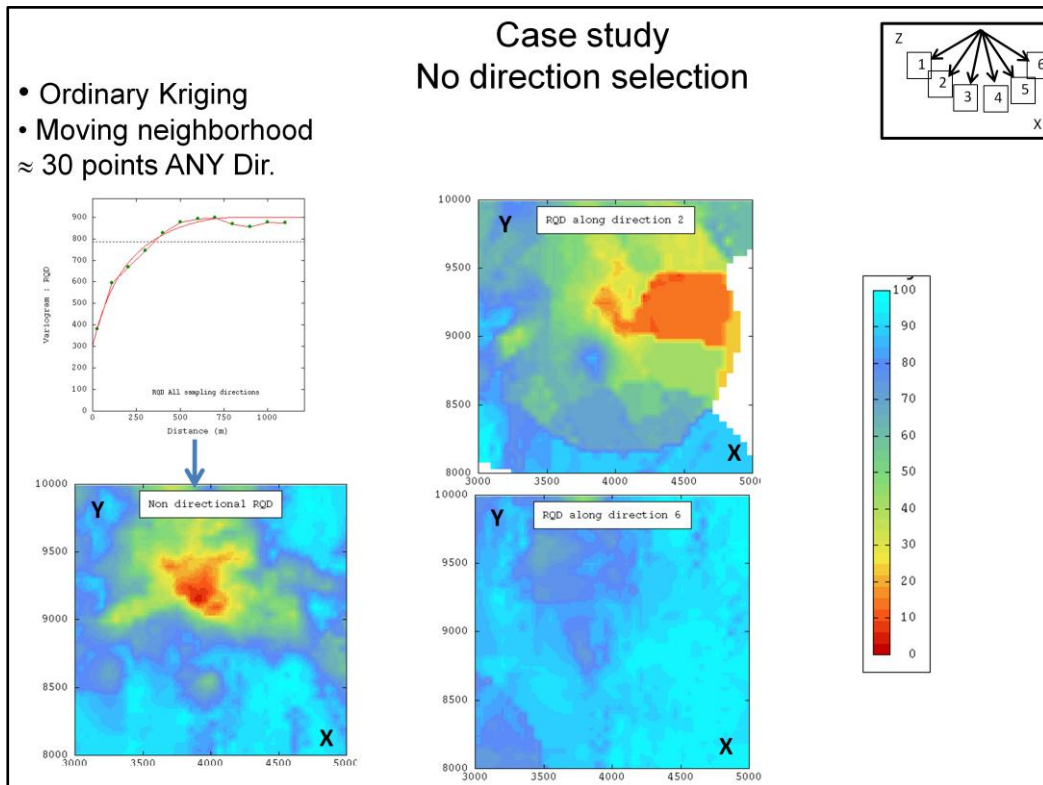 Case study
No direction selection
• Ordinary Kriging
• Moving neighborhood
≈ 30 points ANY Dir.
Z
1
2
3
4
5
6
X
900
800
700
600
500
400
300
200
100
0
Variogram : RQD
RQD All sampling directions
0 250 500 750 1000
Distance (m)
10000
9500
9000
8500
8000
Y
RQD along direction 2
X
3000 3500 4000 4500 500
100
90
80
70
60
50
40
30
20
10
0
10000
9500
9000
8500
8000
Y
Non directional RQD
X
3000 3500 4000 4500 500
10000
9500
9000
8500
8000
Y
RQD along direction 6
X
3000 3500 4000 4500 500